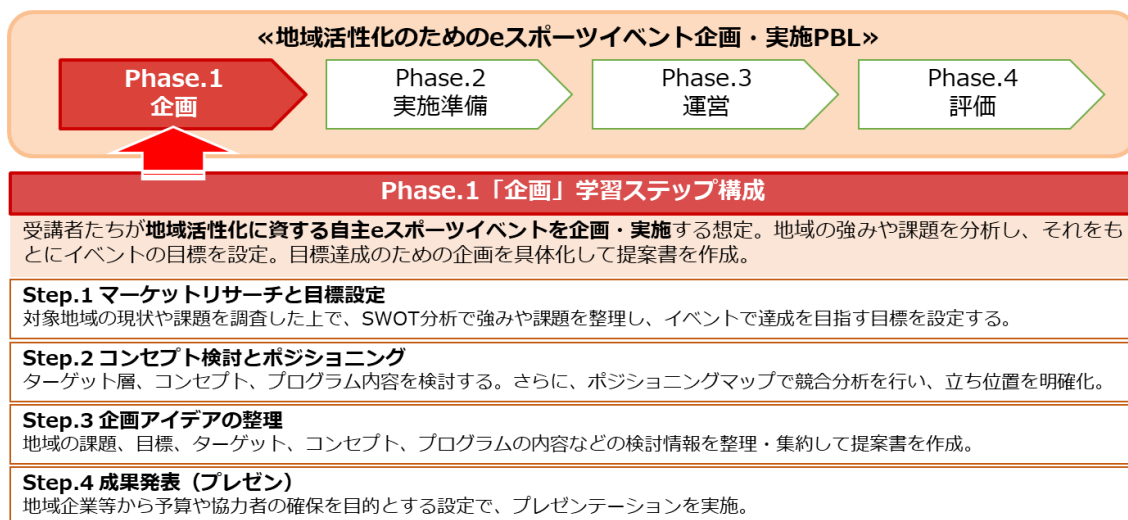 ≪地域活性化のためのeスポーツイベント企画・実施PBL≫
Phase.1
企画
Phase.2
実施準備
Phase.3
運営
Phase.4
評価
Phase.1「企画」学習ステップ構成
受講者たちが地域活性化に資する自主eスポーツイベントを企画・実施する想定。地域の強みや課題を分析し、それをも
とにイベントの目標を設定。目標達成のための企画を具体化して提案書を作成。
Step.1 マーケットリサーチと目標設定
対象地域の現状や課題を調査した上で、SWOT分析で強みや課題を整理し、イベントで達成を目指す目標を設定する。
Step.2 コンセプト検討とポジショニング
ターゲット層、コンセプト、プログラム内容を検討する。さらに、ポジショニングマップで競合分析を行い、立ち位置を明確化。
Step.3 企画アイデアの整理
地域の課題、目標、ターゲット、コンセプト、プログラムの内容などの検討情報を整理・集約して提案書を作成。
Step.4 成果発表（プレゼン）
地域企業等から予算や協力者の確保を目的とする設定で、プレゼンテーションを実施。